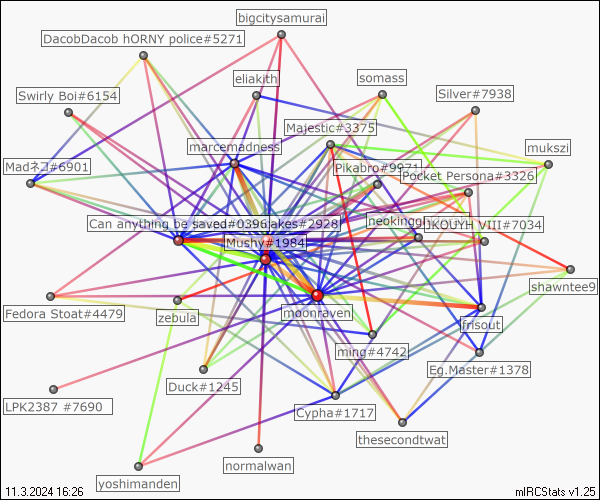 bigcitysamurai
DacobDacob hORNY police#5271
eliakith
somass
Swirly Boi#6154
Silver#7938
Majestic#3375
marcemadness
mukszi
Madネコ#6901
Pikabro#9971
Pocket Persona#3326
Can anything be saved#0396
akes#2928
neokingg
JKOUYH VIII#7034
Mushy#1984
shawntee9
Fedora Stoat#4479
zebula
moonraven
frisout
ming#4742
Eg.Master#1378
Duck#1245
LPK2387 #7690
Cypha#1717
thesecondtwat
normalwan
yoshimanden
11.3.2024 16:26
mIRCStats v1.25